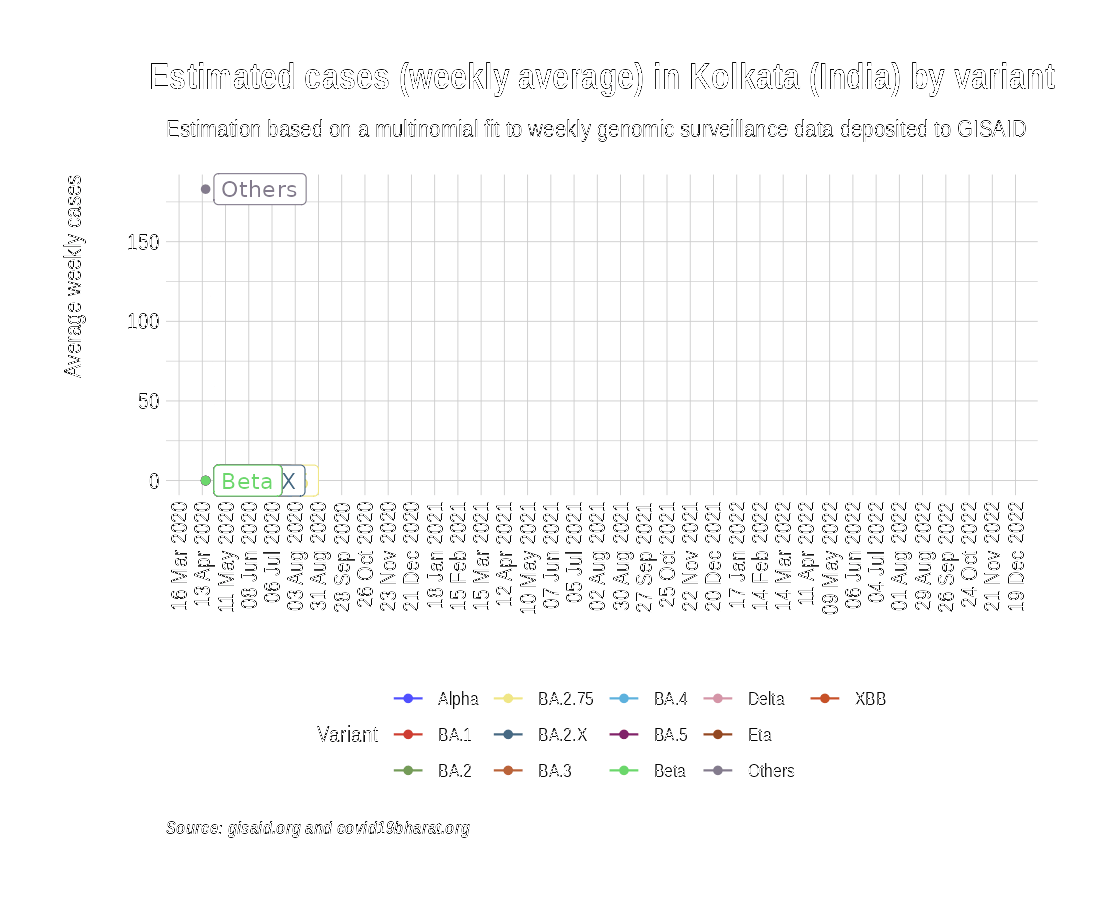 Estimated cases (weekly average) in Kolkata (India) by variant
Estimation based on a multinomial fit to weekly genomic surveillance data deposited to GISAID
Average weekly cases
Others
150
100
50
0
Beta
X
16 Mar 2020
13 Apr 2020
11 May 2020
08 Jun 2020
06 Jul 2020
03 Aug 2020
31 Aug 2020
28 Sep 2020
26 Oct 2020
23 Nov 2020
21 Dec 2020
18 Jan 2021
15 Feb 2021
15 Mar 2021
12 Apr 2021
10 May 2021
07 Jun 2021
05 Jul 2021
02 Aug 2021
30 Aug 2021
27 Sep 2021
25 Oct 2021
22 Nov 2021
20 Dec 2021
17 Jan 2022
14 Feb 2022
14 Mar 2022
11 Apr 2022
09 May 2022
06 Jun 2022
04 Jul 2022
01 Aug 2022
29 Aug 2022
26 Sep 2022
24 Oct 2022
21 Nov 2022
19 Dec 2022
Variant
Alpha
BA.1
BA.2
BA.2.75
BA.2.X
BA.3
BA.4
BA.5
Beta
Delta
Eta
Others
XBB
Source: gisaid.org and covid19bharat.org